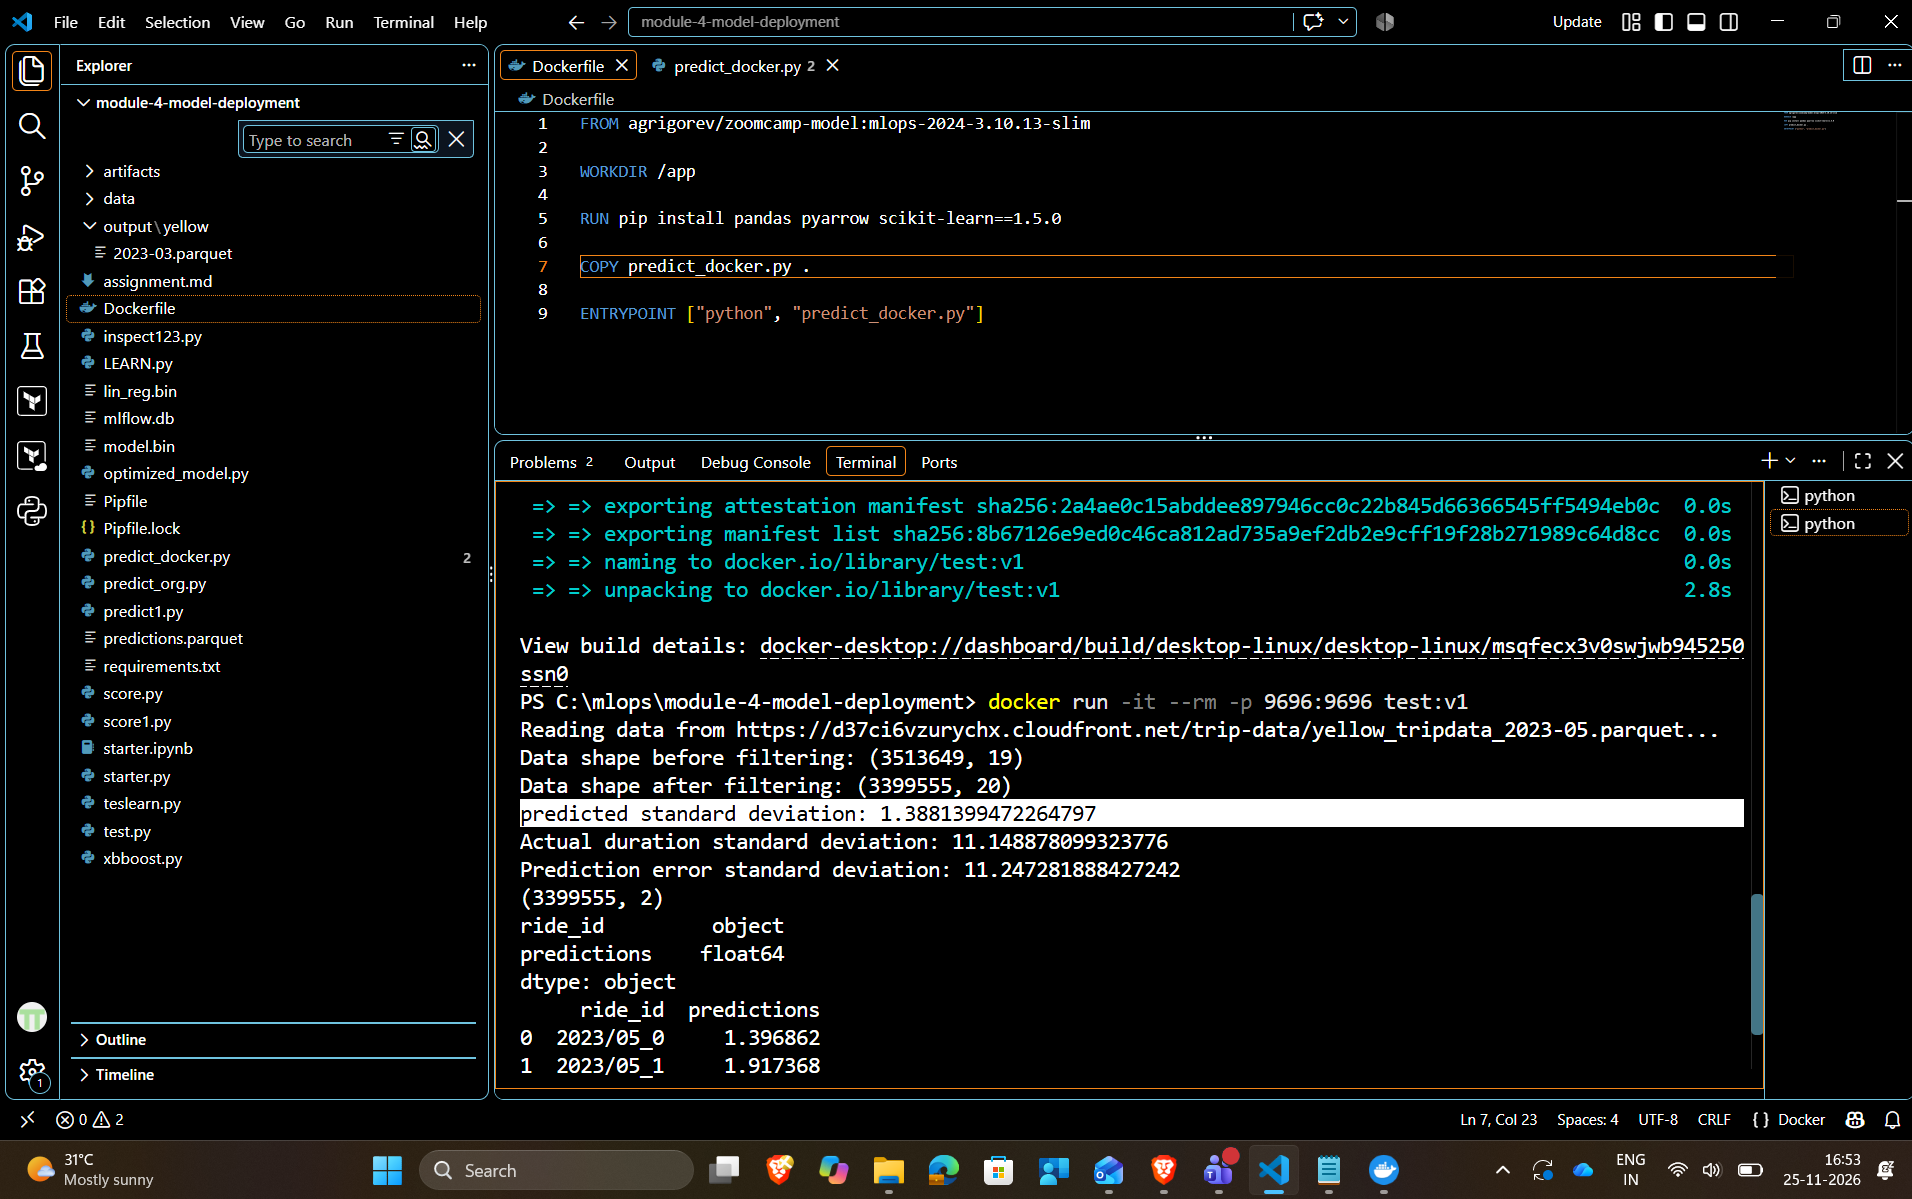 File Edit Selection View Go Run Terminal Help
module-4-model-deployment
Update
Explorer
module-4-model-deployment
Type to search
artifacts
data
output\yellow
2023-03.parquet
assignment.md
Dockerfile
inspect123.py
LEARN.py
lin_reg.bin
mlflow.db
model.bin
optimized_model.py
Pipfile
Pipfile.lock
predict_docker.py 2
predict_org.py
predict1.py
predictions.parquet
requirements.txt
score.py
score1.py
starter.ipynb
starter.py
teslearn.py
test.py
xbboost.py
Outline
Timeline
1
Dockerfile
predict_docker.py 2
Dockerfile
1 FROM agrigorev/zoomcamp-model:mlops-2024-3.10.13-slim
2
3 WORKDIR /app
4
5 RUN pip install pandas pyarrow scikit-learn==1.5.0
6
7 COPY predict_docker.py .
8
9 ENTRYPOINT ["python", "predict_docker.py"]
Problems 2 Output Debug Console Terminal Ports
=> => exporting attestation manifest sha256:2a4ae0c15abddee897946cc0c22b845d66366545ff5494eb0c 0.0s
=> => exporting manifest list sha256:8b67126e9ed0c46ca812ad735a9ef2db2e9cff19f28b271989c64d8cc 0.0s
=> => naming to docker.io/library/test:v1 0.0s
=> => unpacking to docker.io/library/test:v1 2.8s
View build details: docker-desktop://dashboard/build/desktop-linux/desktop-linux/msqfecx3v0swjwb945250
ssn0
PS C:\mlops\module-4-model-deployment> docker run -it --rm -p 9696:9696 test:v1
Reading data from https://d37ci6vzurychx.cloudfront.net/trip-data/yellow_tripdata_2023-05.parquet...
Data shape before filtering: (3513649, 19)
Data shape after filtering: (3399555, 20)
predicted standard deviation: 1.3881399472264797
Actual duration standard deviation: 11.148878099323776
Prediction error standard deviation: 11.247281888427242
(3399555, 2)
ride_id object
predictions float64
dtype: object
ride_id predictions
0 2023/05_0 1.396862
1 2023/05_1 1.917368
python
python
0 2
Ln 7, Col 23 Spaces: 4 UTF-8 CRLF {} Docker
31°C
Mostly sunny
Search
ENG
IN
16:53
25-11-2026